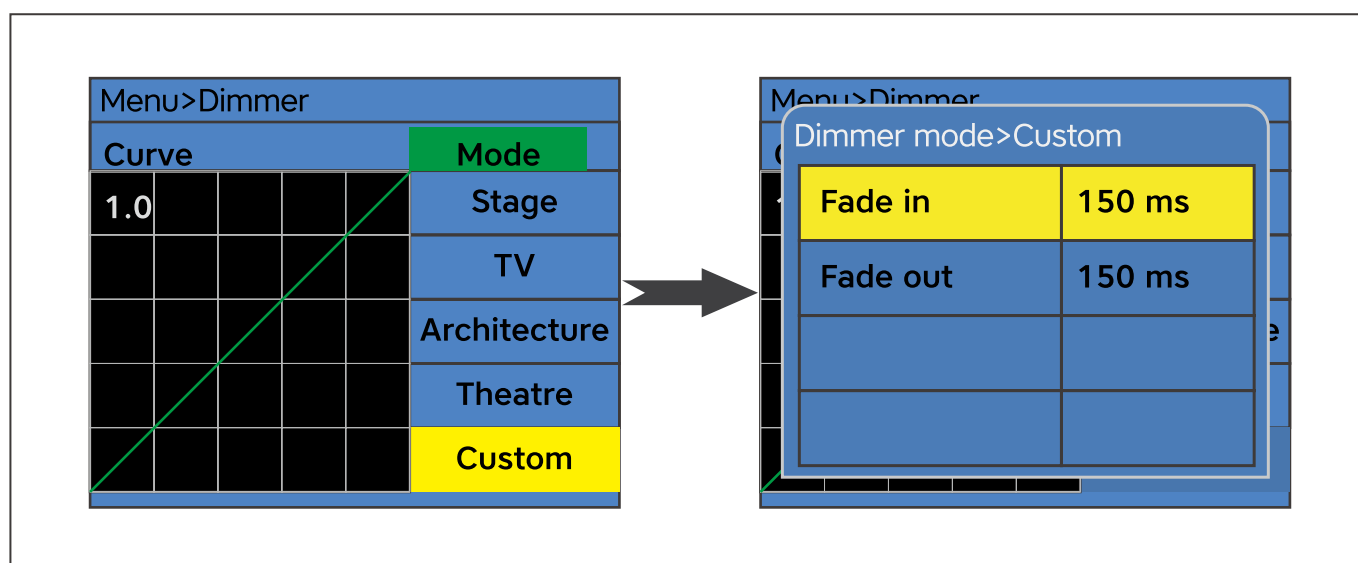 Menu>Dimmer
Curve
Mode
1.0
Stage
TV
Architecture
Theatre
Custom
Menu>Dimmer
Dimmer mode>Custom
Fade in 150 ms
Fade out 150 ms